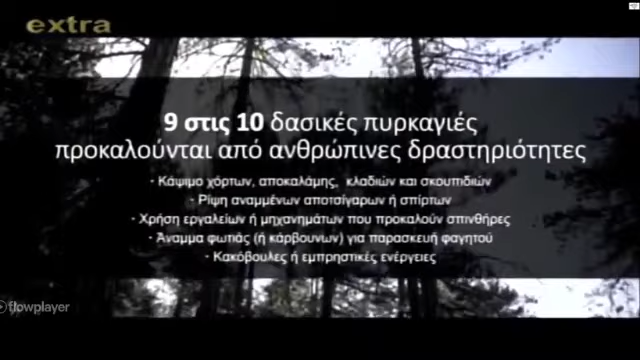 extra
9 στις 10 δασικές πυρκαγιές
προκαλούνται από ανθρώπινες δραστηριότητες
· Κάψιμο χόρτων, αποκαλάμης, κλαδιών και σκουπιδιών
· Ρίψη αναμμένων αποτσίγαρων ή σπίρτων
· Χρήση εργαλείων ή μηχανημάτων που προκαλούν σπινθήρες
· Άναμμα φωτιάς (ή κάρβουνων) για παρασκευή φαγητού
· Κακόβουλες ή εμπρηστικές ενέργειες
flowplayer